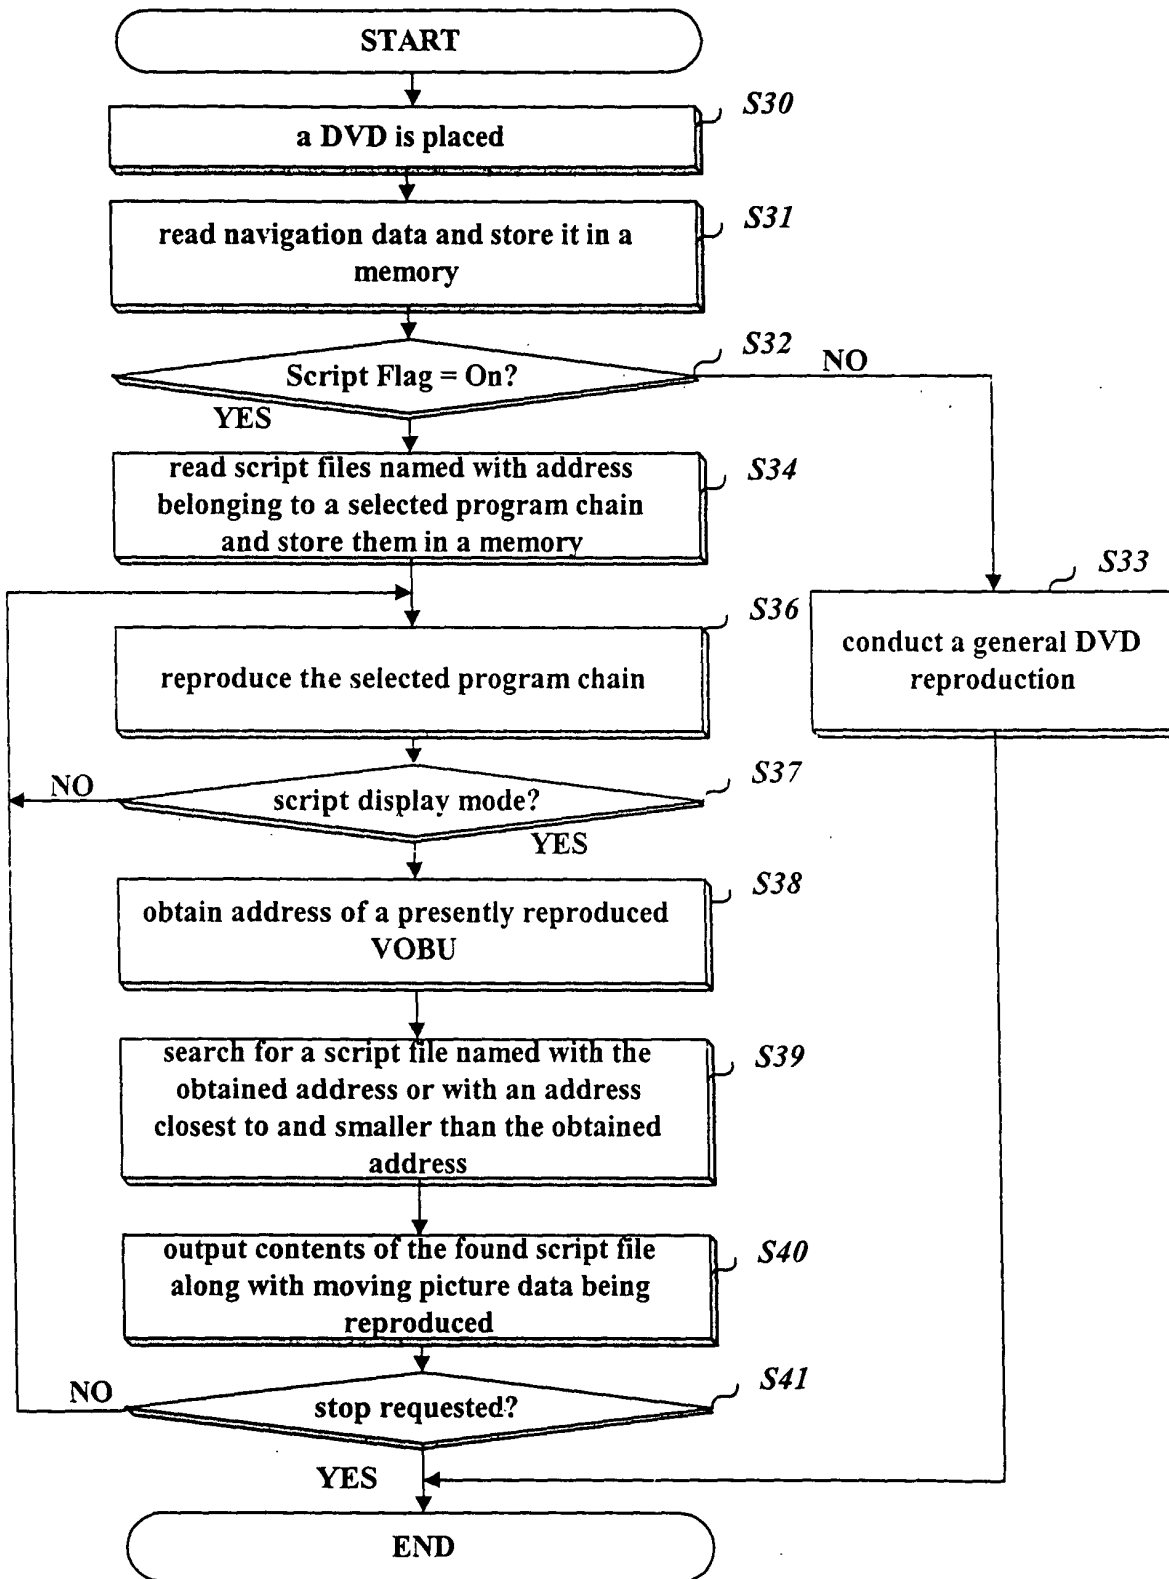 START
S30
a DVD is placed
S31
read navigation data and store it in a
memory
S32
Script Flag = On?
NO
YES
read script files named with address
belonging to a selected program chain
and store them in a memory
S34
S33
conduct a general DVD
reproduction
S36
reproduce the selected program chain
S37
script display mode?
NO
YES
S38
obtain address of a presently reproduced
VOBU
S39
search for a script file named with the
obtained address or with an address
closest to and smaller than the obtained
address
S40
output contents of the found script file
along with moving picture data being
reproduced
S41
stop requested?
NO
YES
END